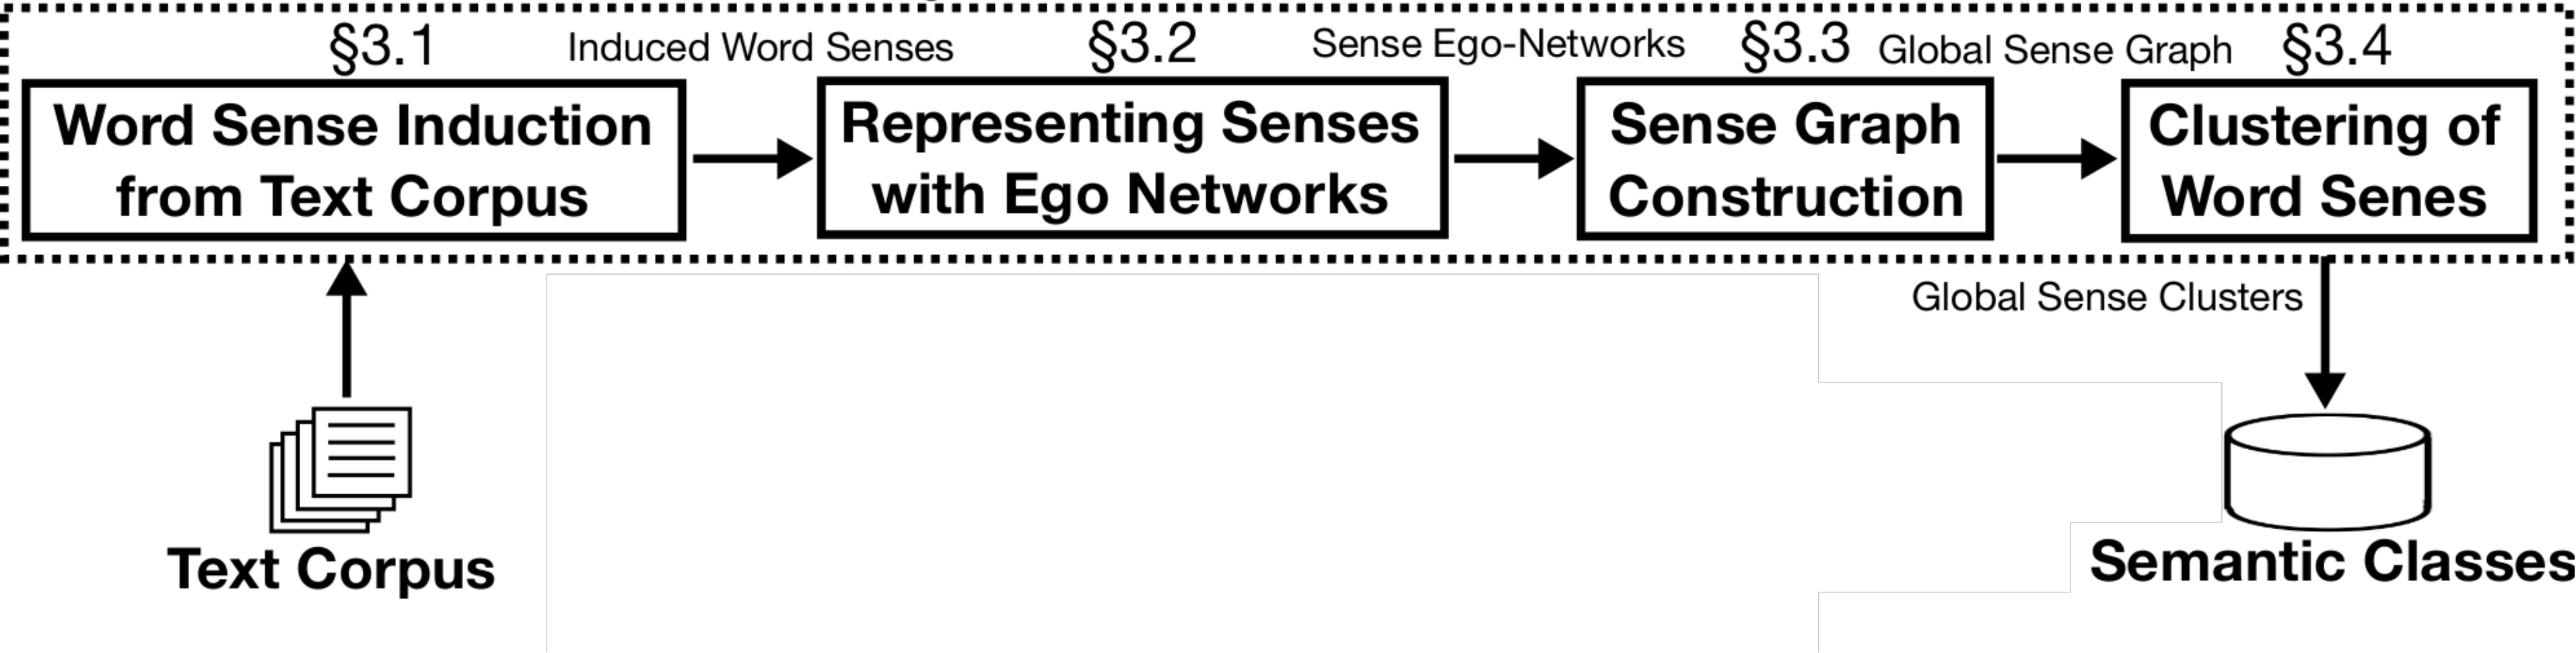 §3.1
Induced Word Senses
§3.2
Sense Ego-Networks
§3.3
Global Sense Graph
§3.4
Word Sense Induction
from Text Corpus
Representing Senses
with Ego Networks
Sense Graph
Construction
Clustering of
Word Senes
Global Sense Clusters
Text Corpus
Semantic Classes